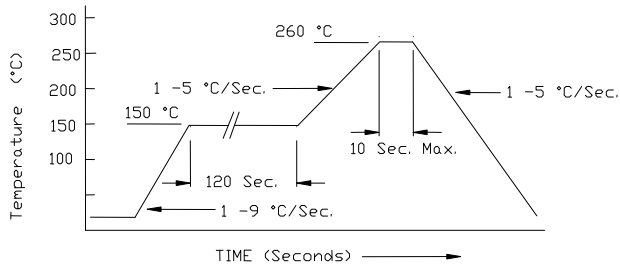 300
260 °C
250
1 -5 °C/Sec.
1 -5 °C/Sec.
200
150 °C
150
10 Sec. Max.
100
120 Sec.
1 -9 °C/Sec.
Temperature (°C)
TIME (Seconds)